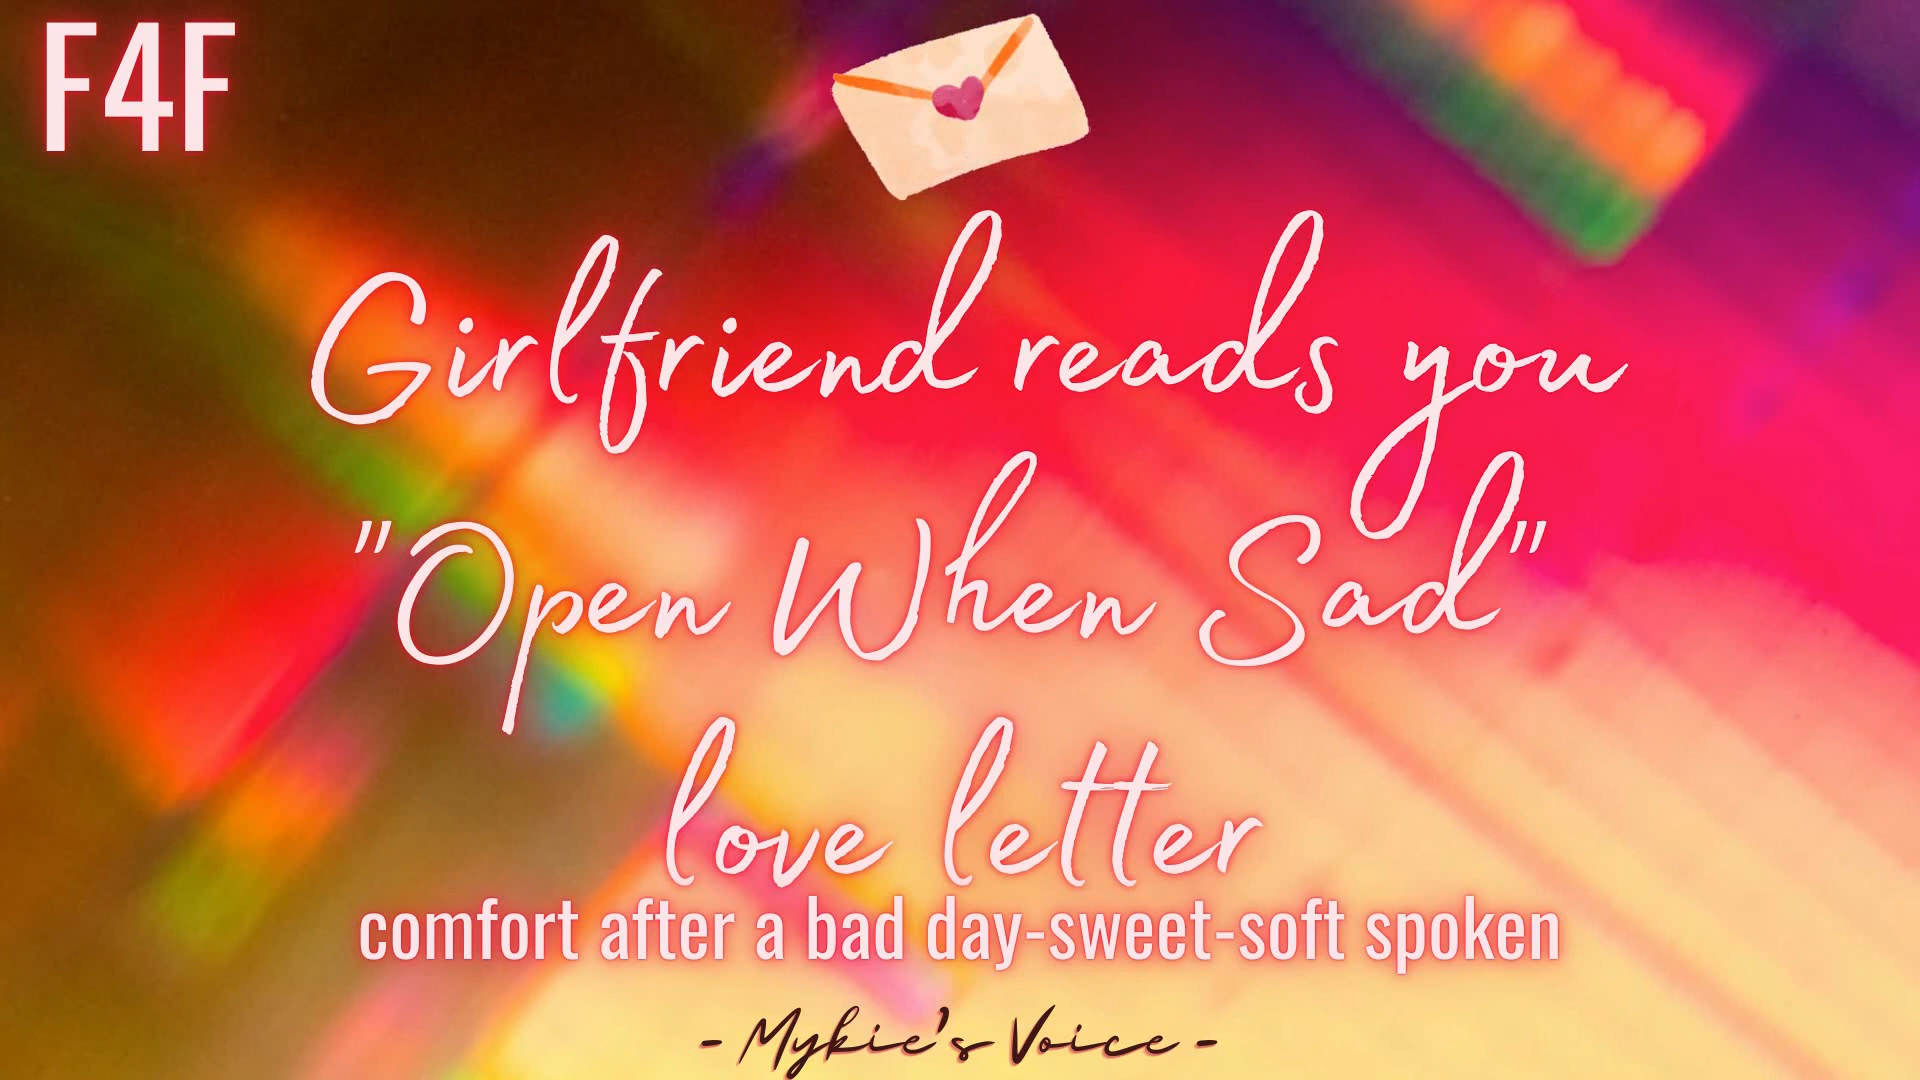 F4F
Girlfriend reads you
"Open When Sad"
love letter
comfort after a bad day-sweet-soft spoken
- Mykie's Voice -